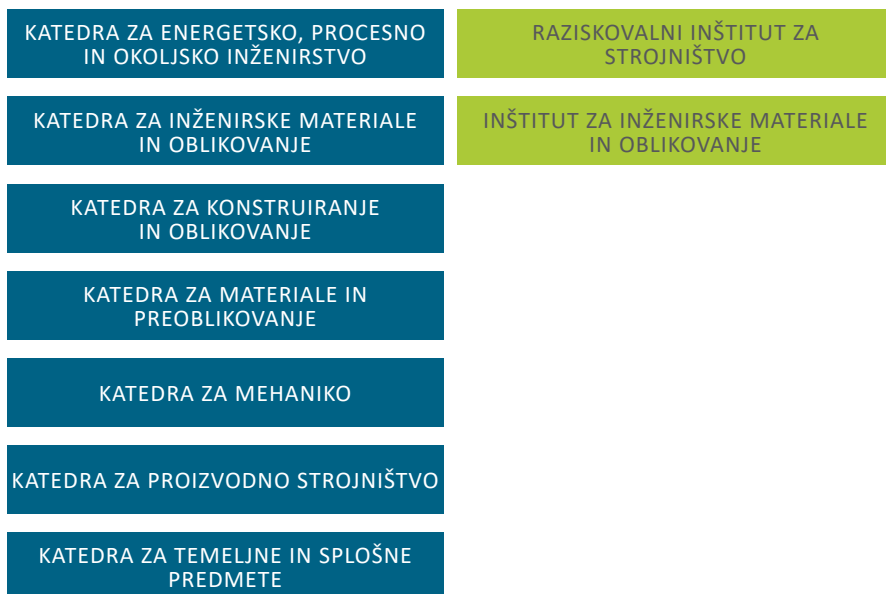 KATEDRA ZA ENERGETSKO, PROCESNO
IN OKOLJSKO INŽENIRSTVO
RAZISKOVALNI INŠTITUT ZA
STROJNIŠTVO
KATEDRA ZA INŽENIRSKE MATERIALE
IN OBLIKOVANJE
INŠTITUT ZA INŽENIRSKE MATERIALE
IN OBLIKOVANJE
KATEDRA ZA KONSTRUIRANJE
IN OBLIKOVANJE
KATEDRA ZA MATERIALE IN
PREOBLIKOVANJE
KATEDRA ZA MEHANIKO
KATEDRA ZA PROIZVODNO STROJNIŠTVO
KATEDRA ZA TEMELJNE IN SPLOŠNE
PREDMETE